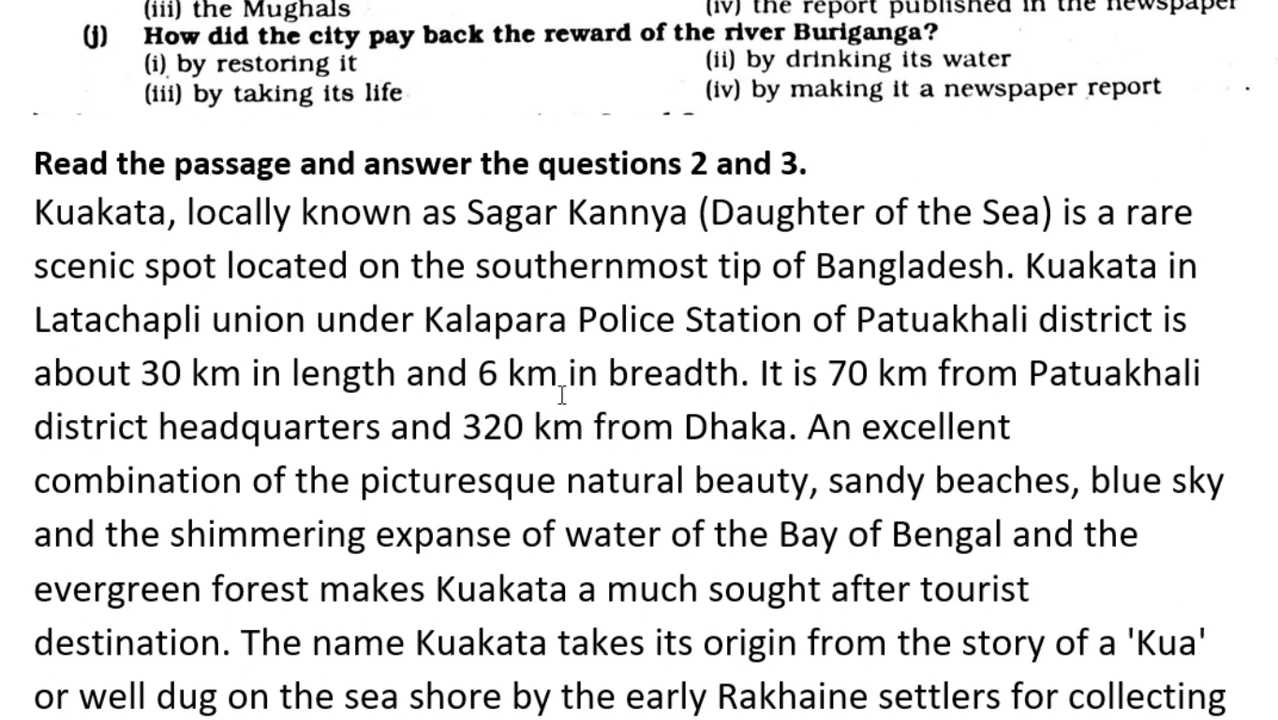 (iii) the Mughals (iv) the report published in the newspaper
(j) How did the city pay back the reward of the river Buriganga?
(i) by restoring it (ii) by drinking its water
(iii) by taking its life (iv) by making it a newspaper report
Read the passage and answer the questions 2 and 3.
Kuakata, locally known as Sagar Kannya (Daughter of the Sea) is a rare
scenic spot located on the southernmost tip of Bangladesh. Kuakata in
Latachapli union under Kalapara Police Station of Patuakhali district is
about 30 km in length and 6 km in breadth. It is 70 km from Patuakhali
district headquarters and 320 km from Dhaka. An excellent
combination of the picturesque natural beauty, sandy beaches, blue sky
and the shimmering expanse of water of the Bay of Bengal and the
evergreen forest makes Kuakata a much sought after tourist
destination. The name Kuakata takes its origin from the story of a 'Kua'
or well dug on the sea shore by the early Rakhaine settlers for collecting